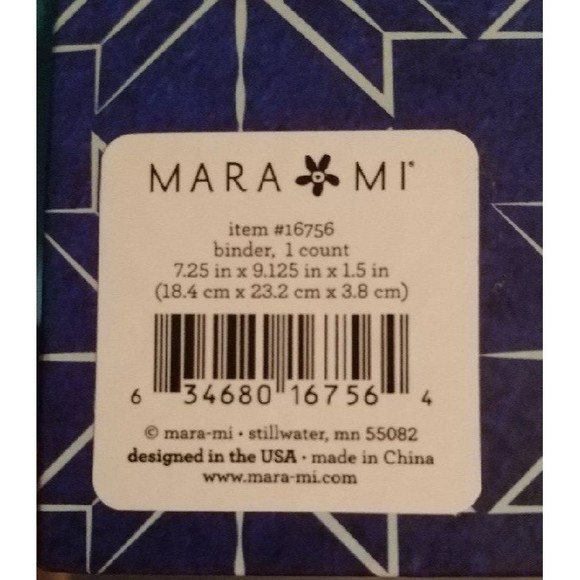 MARA MI®
item #16756
binder, 1 count
7.25 in x 9.125 in x 1.5 in
(18.4 cm x 23.2 cm x 3.8 cm)
6 34680 16756 4
© mara-mi · stillwater, mn 55082
designed in the USA · made in China
www.mara-mi.com